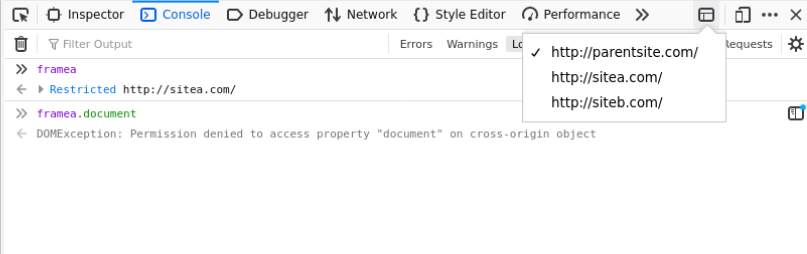 Inspector Console Debugger Network Style Editor Performance
Filter Output Errors Warnings Lo equests
http://parentsite.com/
http://sitea.com/
http://siteb.com/
framea
Restricted http://sitea.com/
framea.document
DOMException: Permission denied to access property "document" on cross-origin object